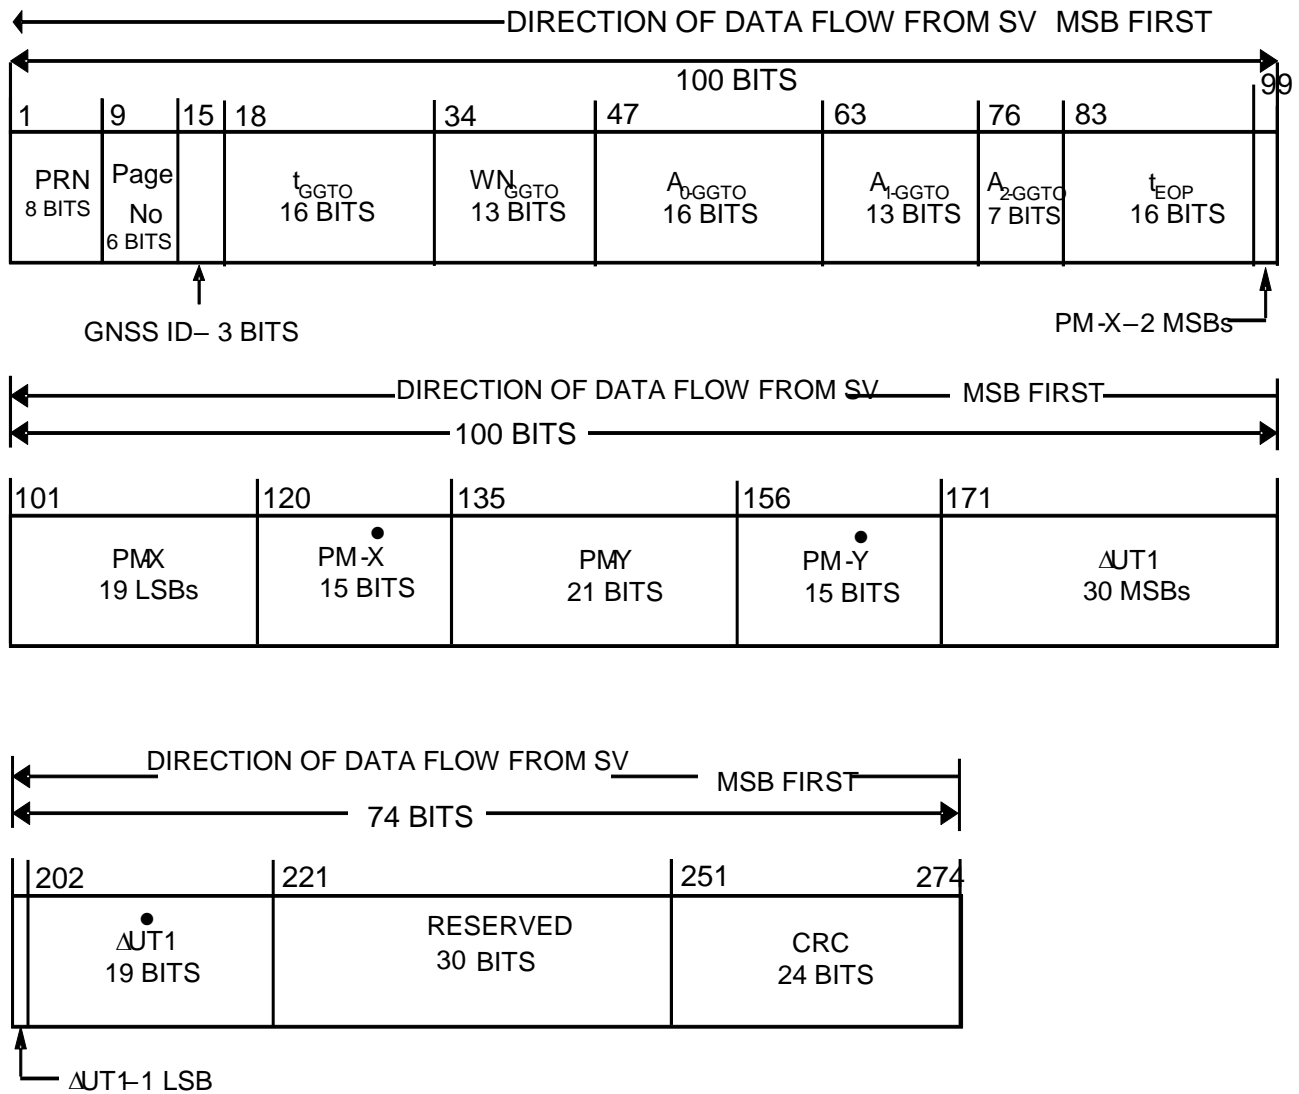 DIRECTION OF DATA FLOW FROM SV MSB FIRST
100 BITS
1 9 15 18 34 47 63 76 83 99
PRN
8 BITS
Page
No
6 BITS
tGGTO
16 BITS
WNGGTO
13 BITS
A0-GGTO
16 BITS
A1-GGTO
13 BITS
A2-GGTO
7 BITS
tEOP
16 BITS
GNSS ID– 3 BITS
PM-X–2 MSBs
DIRECTION OF DATA FLOW FROM SV MSB FIRST
100 BITS
101 120 135 156 171
PM-X
19 LSBs
•
PM-X
15 BITS
PM-Y
21 BITS
•
PM-Y
15 BITS
∆UT1
30 MSBs
DIRECTION OF DATA FLOW FROM SV
MSB FIRST
74 BITS
202 221 251 274
•
∆UT1
19 BITS
RESERVED
30 BITS
CRC
24 BITS
∆UT1–1 LSB